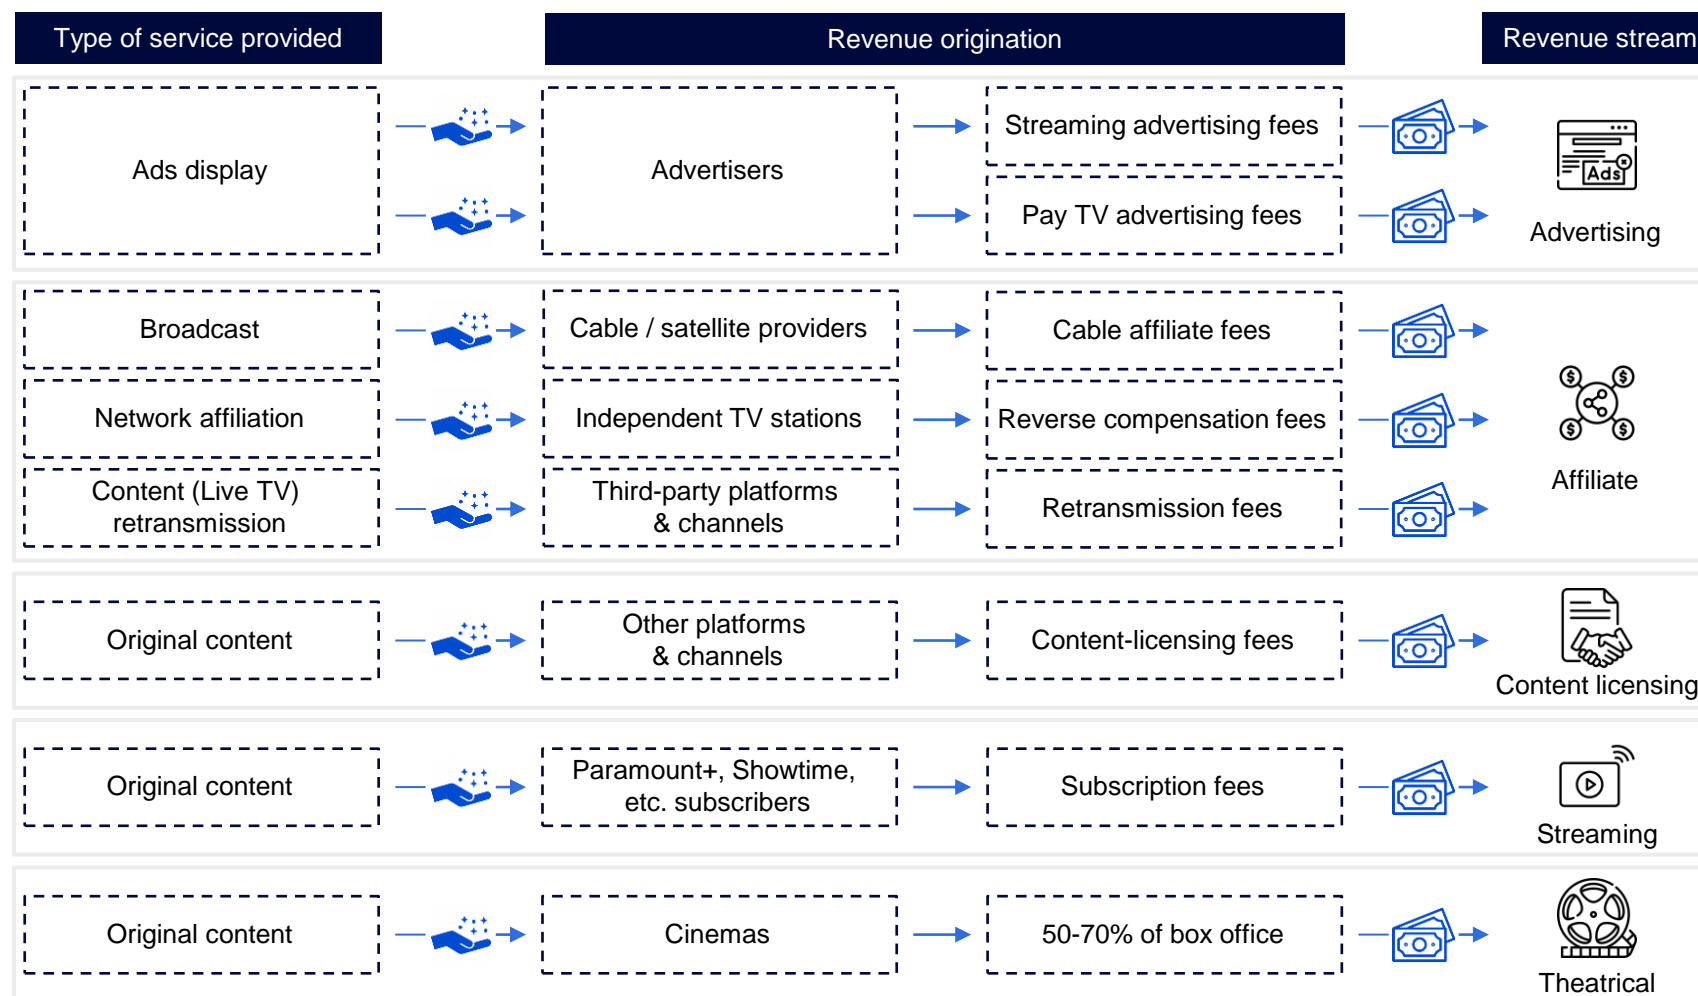 Type of service provided
Revenue origination
Revenue stream
Ads display
Advertisers
Streaming advertising fees
Pay TV advertising fees
Ads
Advertising
Broadcast
Cable / satellite providers
Cable affiliate fees
Network affiliation
Independent TV stations
Reverse compensation fees
Content (Live TV)
retransmission
Third-party platforms
& channels
Retransmission fees
$ $
$ $
Affiliate
Original content
Other platforms
& channels
Content-licensing fees
Content licensing
Original content
Paramount+, Showtime,
etc. subscribers
Subscription fees
Streaming
Original content
Cinemas
50-70% of box office
Theatrical